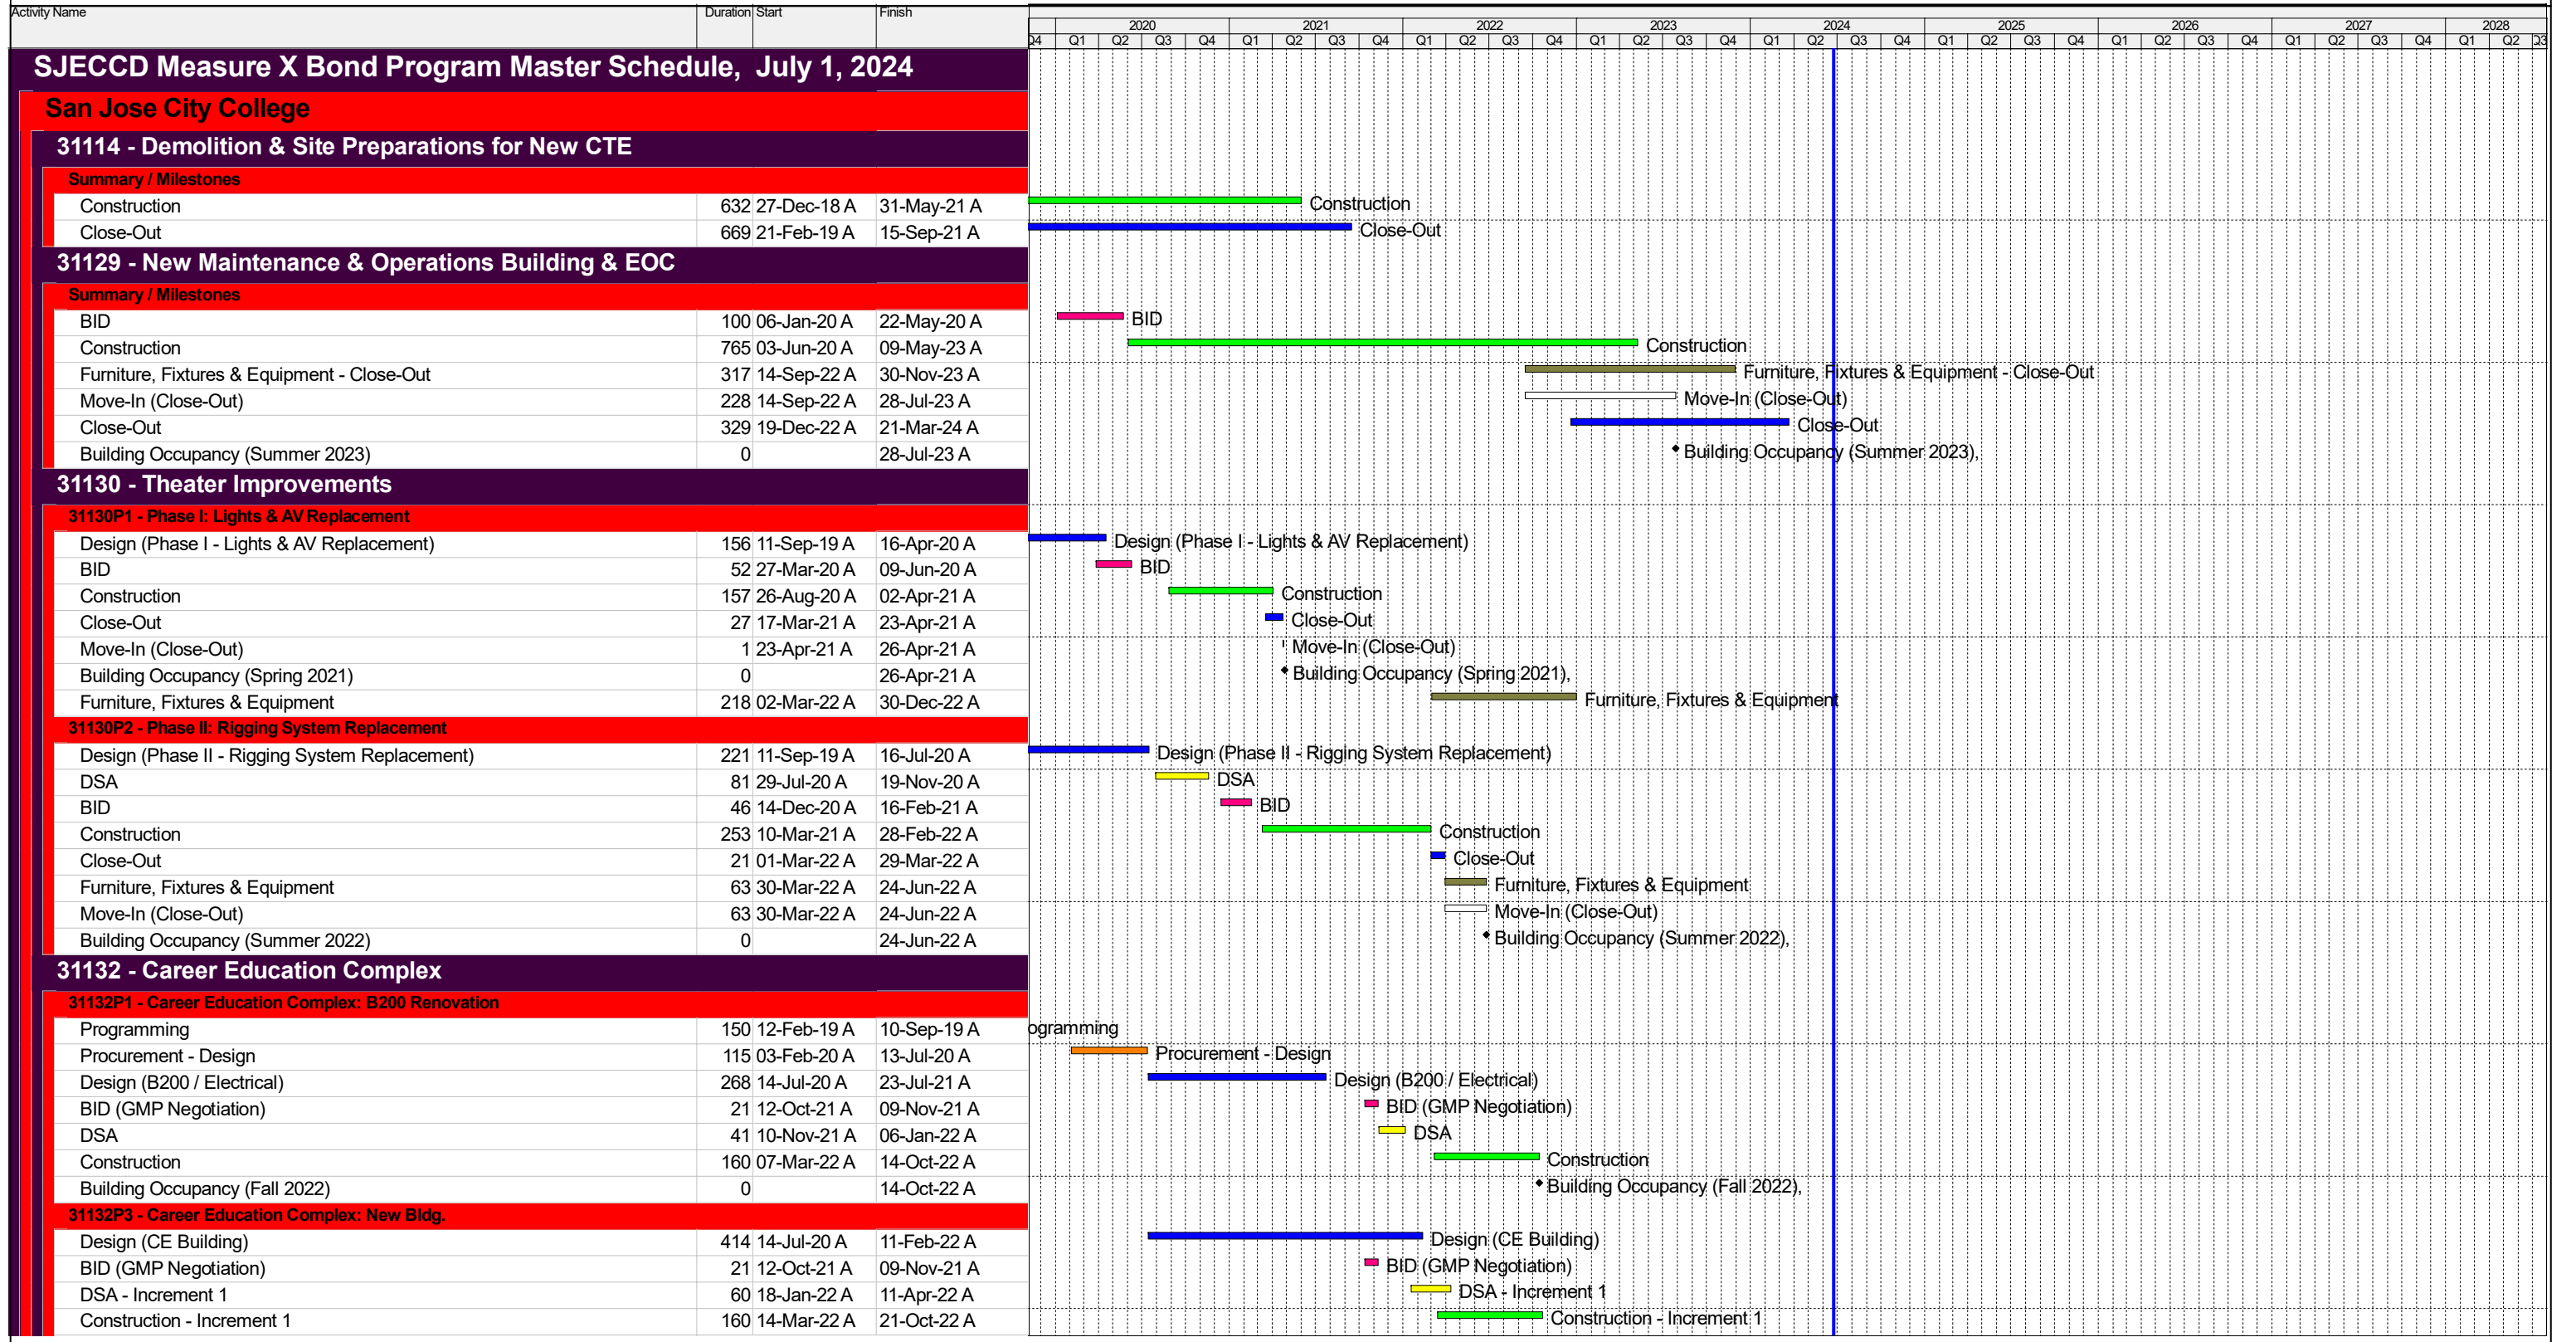 Activity Name Duration Start Finish
2020 2021 2022 2023 2024 2025 2026 2027 2028
Q4 Q1 Q2 Q3 Q4 Q1 Q2 Q3 Q4 Q1 Q2 Q3 Q4 Q1 Q2 Q3 Q4 Q1 Q2 Q3 Q4 Q1 Q2 Q3 Q4 Q1 Q2 Q3 Q4 Q1 Q2 Q3 Q4 Q1 Q2 Q3
SJECCD Measure X Bond Program Master Schedule, July 1, 2024
San Jose City College
31114 - Demolition & Site Preparations for New CTE
Summary / Milestones
Construction 632 27-Dec-18 A 31-May-21 A Construction
Close-Out 669 21-Feb-19 A 15-Sep-21 A Close-Out
31129 - New Maintenance & Operations Building & EOC
Summary / Milestones
BID 100 06-Jan-20 A 22-May-20 A BID
Construction 765 03-Jun-20 A 09-May-23 A Construction
Furniture, Fixtures & Equipment - Close-Out 317 14-Sep-22 A 30-Nov-23 A Furniture, Fixtures & Equipment - Close-Out
Move-In (Close-Out) 228 14-Sep-22 A 28-Jul-23 A Move-In (Close-Out)
Close-Out 329 19-Dec-22 A 21-Mar-24 A Close-Out
Building Occupancy (Summer 2023) 0 28-Jul-23 A Building Occupancy (Summer 2023),
31130 - Theater Improvements
31130P1 - Phase I: Lights & AV Replacement
Design (Phase I - Lights & AV Replacement) 156 11-Sep-19 A 16-Apr-20 A Design (Phase I - Lights & AV Replacement)
BID 52 27-Mar-20 A 09-Jun-20 A BID
Construction 157 26-Aug-20 A 02-Apr-21 A Construction
Close-Out 27 17-Mar-21 A 23-Apr-21 A Close-Out
Move-In (Close-Out) 1 23-Apr-21 A 26-Apr-21 A Move-In (Close-Out)
Building Occupancy (Spring 2021) 0 26-Apr-21 A Building Occupancy (Spring 2021),
Furniture, Fixtures & Equipment 218 02-Mar-22 A 30-Dec-22 A Furniture, Fixtures & Equipment
31130P2 - Phase II: Rigging System Replacement
Design (Phase II - Rigging System Replacement) 221 11-Sep-19 A 16-Jul-20 A Design (Phase II - Rigging System Replacement)
DSA 81 29-Jul-20 A 19-Nov-20 A DSA
BID 46 14-Dec-20 A 16-Feb-21 A BID
Construction 253 10-Mar-21 A 28-Feb-22 A Construction
Close-Out 21 01-Mar-22 A 29-Mar-22 A Close-Out
Furniture, Fixtures & Equipment 63 30-Mar-22 A 24-Jun-22 A Furniture, Fixtures & Equipment
Move-In (Close-Out) 63 30-Mar-22 A 24-Jun-22 A Move-In (Close-Out)
Building Occupancy (Summer 2022) 0 24-Jun-22 A Building Occupancy (Summer 2022),
31132 - Career Education Complex
31132P1 - Career Education Complex: B200 Renovation
Programming 150 12-Feb-19 A 10-Sep-19 A ogramming
Procurement - Design 115 03-Feb-20 A 13-Jul-20 A Procurement - Design
Design (B200 / Electrical) 268 14-Jul-20 A 23-Jul-21 A Design (B200 / Electrical)
BID (GMP Negotiation) 21 12-Oct-21 A 09-Nov-21 A BID (GMP Negotiation)
DSA 41 10-Nov-21 A 06-Jan-22 A DSA
Construction 160 07-Mar-22 A 14-Oct-22 A Construction
Building Occupancy (Fall 2022) 0 14-Oct-22 A Building Occupancy (Fall 2022),
31132P3 - Career Education Complex: New Bldg.
Design (CE Building) 414 14-Jul-20 A 11-Feb-22 A Design (CE Building)
BID (GMP Negotiation) 21 12-Oct-21 A 09-Nov-21 A BID (GMP Negotiation)
DSA - Increment 1 60 18-Jan-22 A 11-Apr-22 A DSA - Increment 1
Construction - Increment 1 160 14-Mar-22 A 21-Oct-22 A Construction - Increment 1